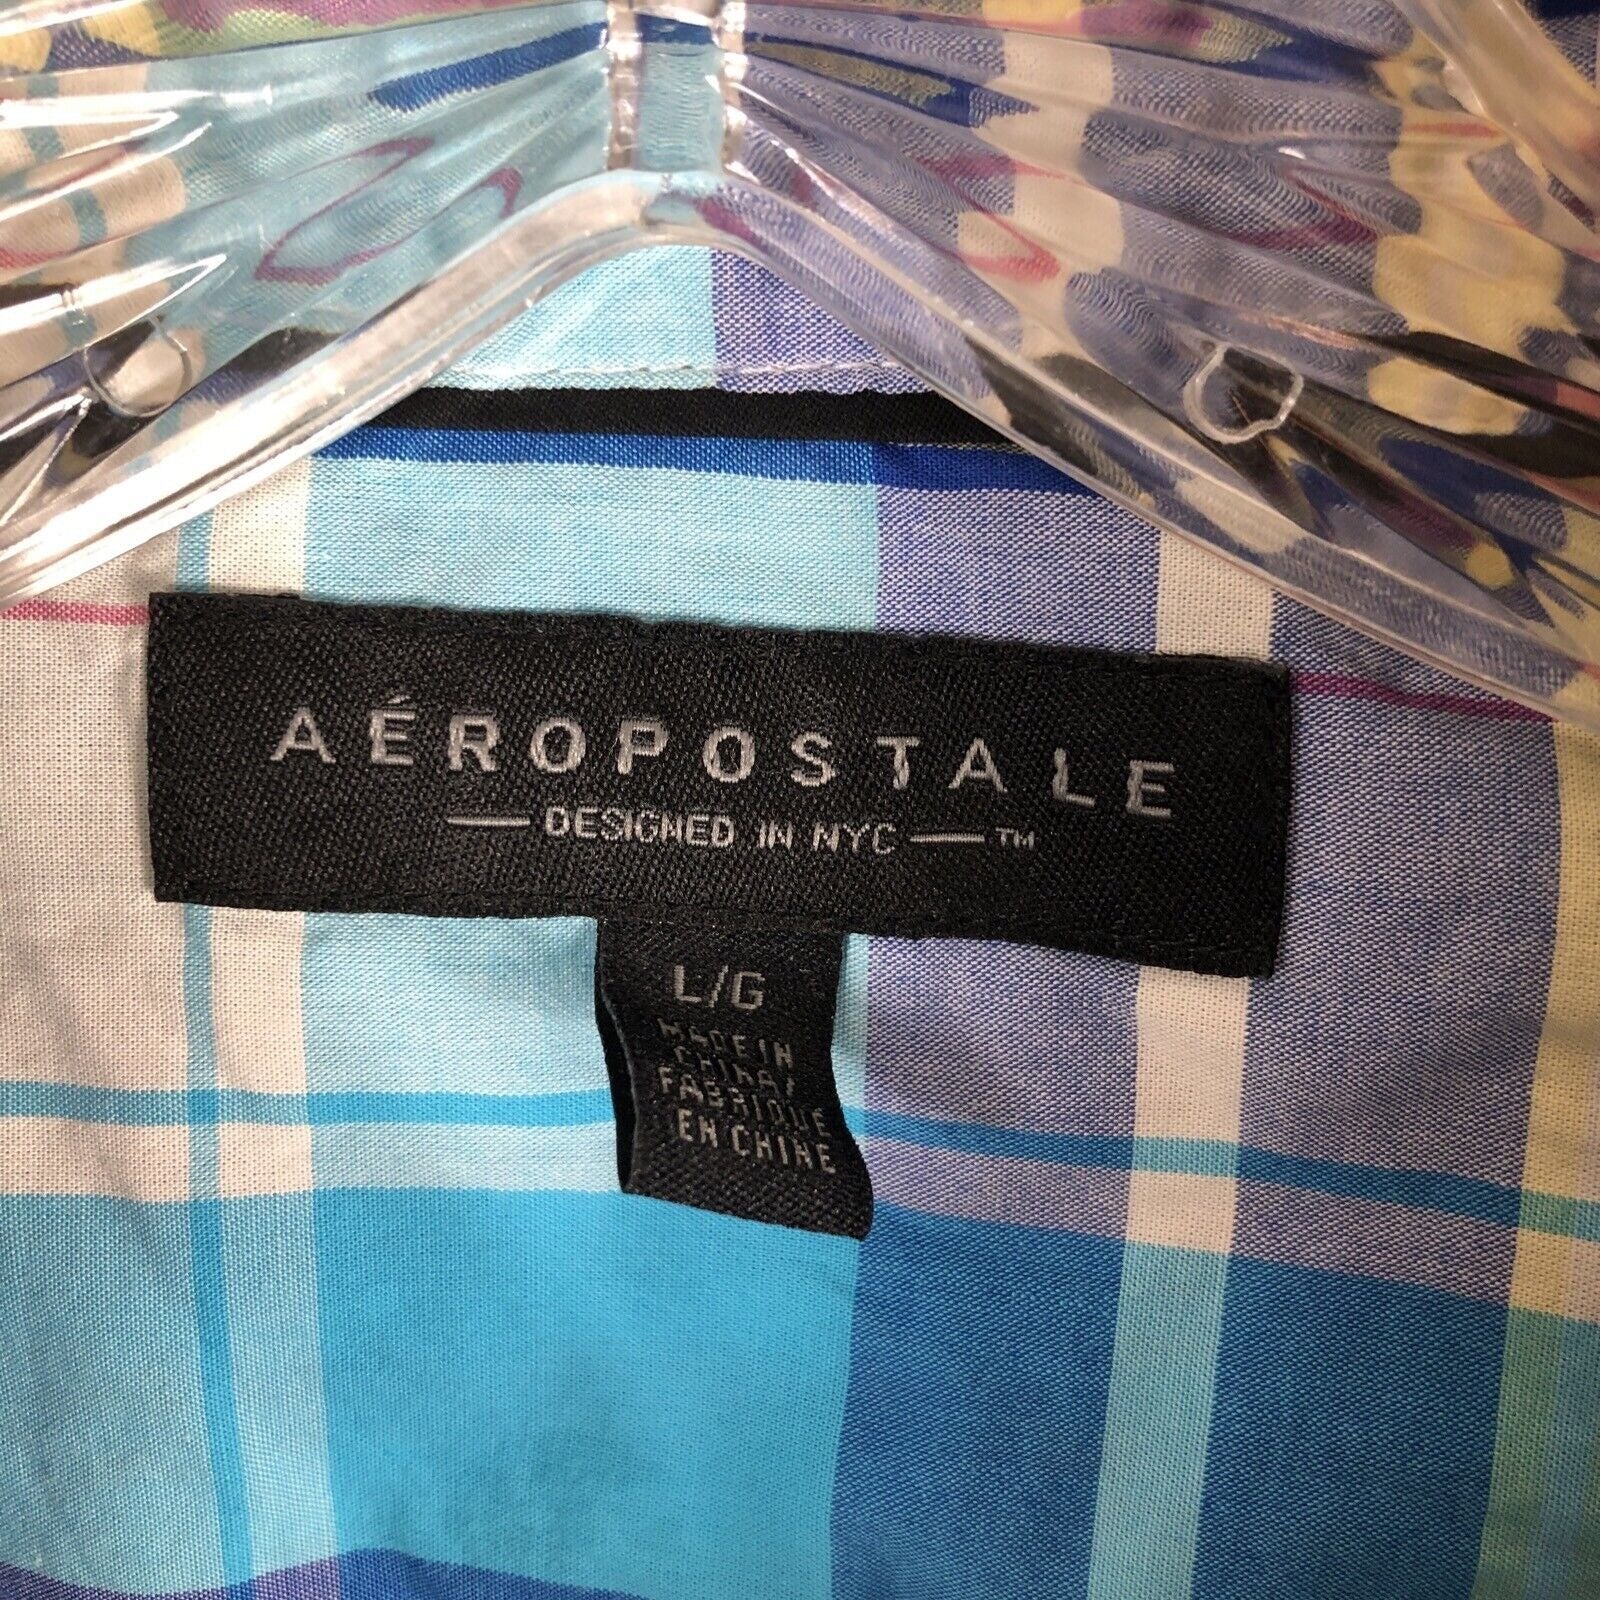 AÉROPOSTALE
DESIGNED IN NYC ™
L/G
MADE IN
CHINA/
FABRIQUÉ
EN CHINE